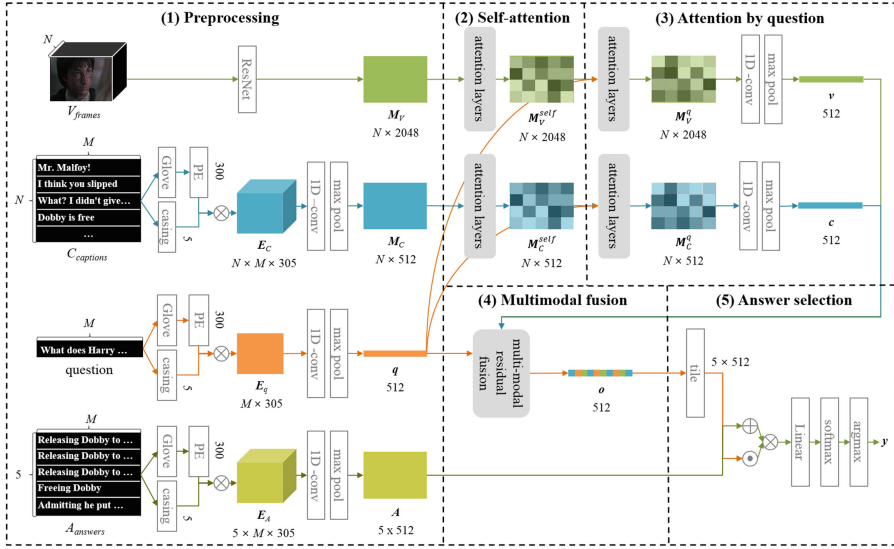 (1) Preprocessing
(2) Self-attention
(3) Attention by question
N
V_frames
ResNet
M_V
N × 2048
attention layers
M_V^self
N × 2048
attention layers
M_V^q
N × 2048
1D -conv
max pool
v
512
M
N
Mr. Malfoy!
I think you slipped
What? I didn't give…
Dobby is free
…
C_captions
Glove
PE
300
casing
5
E_C
N × M × 305
1D –conv
max pool
M_C
N × 512
attention layers
M_C^self
N × 512
attention layers
M_C^q
N × 512
1D -conv
max pool
c
512
(4) Multimodal fusion
(5) Answer selection
M
What does Harry …
question
Glove
PE
300
casing
5
E_q
M × 305
1D -conv
max pool
q
512
multi-modal
residual
fusion
o
512
tile
5 × 512
M
5
Releasing Dobby to …
Releasing Dobby to …
Releasing Dobby to …
Freeing Dobby
Admitting he put …
A_answers
Glove
PE
300
casing
5
E_A
5 × M × 305
1D -conv
max pool
A
5 x 512
Linear
softmax
argmax
y